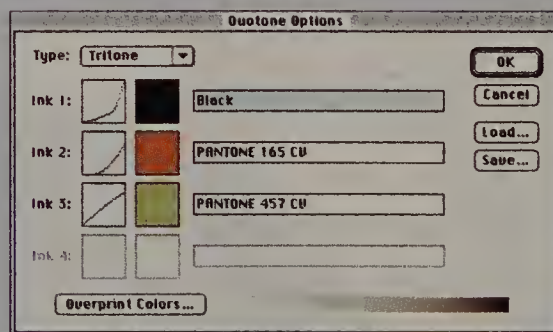 Duotone Options
Type: Tritone
OK
Ink 1: Black
Cancel
Ink 2: PANTONE 165 CV
Load...
Save...
Ink 3: PANTONE 457 CV
Ink 4:
Overprint Colors...